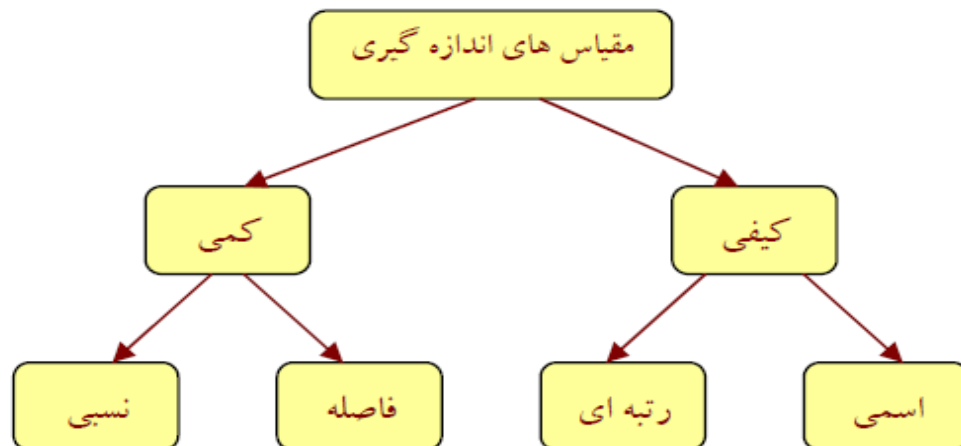 مقیاس های اندازه گیری
کیفی
کمی
اسمی
رتبه ای
فاصله
نسبی